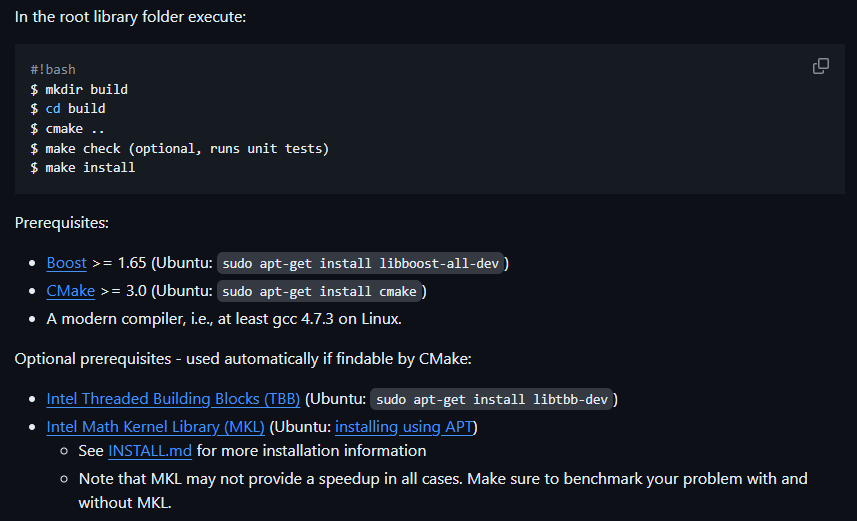 In the root library folder execute:
#!bash
$ mkdir build
$ cd build
$ cmake ..
$ make check (optional, runs unit tests)
$ make install
Prerequisites:
• Boost >= 1.65 (Ubuntu: sudo apt-get install libboost-all-dev)
• CMake >= 3.0 (Ubuntu: sudo apt-get install cmake)
• A modern compiler, i.e., at least gcc 4.7.3 on Linux.
Optional prerequisites - used automatically if findable by CMake:
• Intel Threaded Building Blocks (TBB) (Ubuntu: sudo apt-get install libtbb-dev)
• Intel Math Kernel Library (MKL) (Ubuntu: installing using APT)
◦ See INSTALL.md for more installation information
◦ Note that MKL may not provide a speedup in all cases. Make sure to benchmark your problem with and
without MKL.